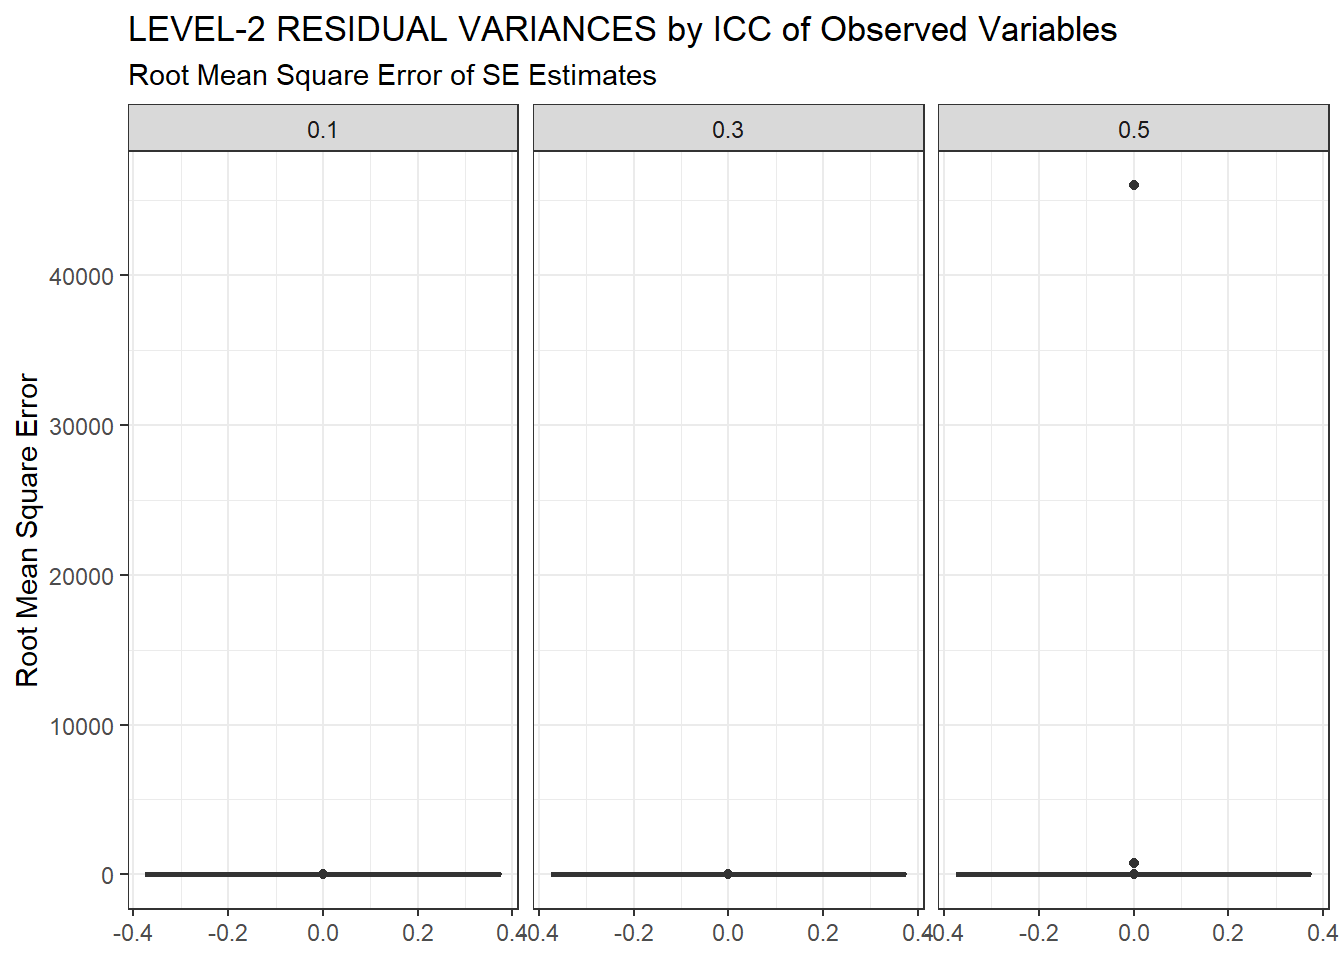 LEVEL-2 RESIDUAL VARIANCES by ICC of Observed Variables
Root Mean Square Error of SE Estimates
0.1 0.3 0.5
Root Mean Square Error
40000
30000
20000
10000
0
-0.4 -0.2 0.0 0.2 0.4 -0.4 -0.2 0.0 0.2 0.4 -0.4 -0.2 0.0 0.2 0.4